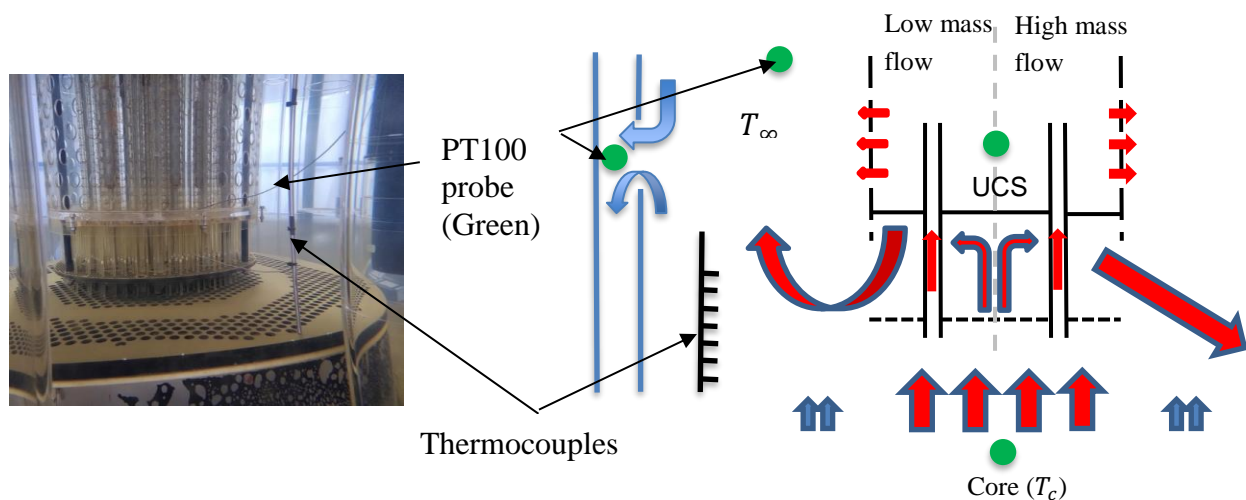 Low mass
flow
High mass
flow
PT100
probe
(Green)
T∞
UCS
Thermocouples
Core (Tc)